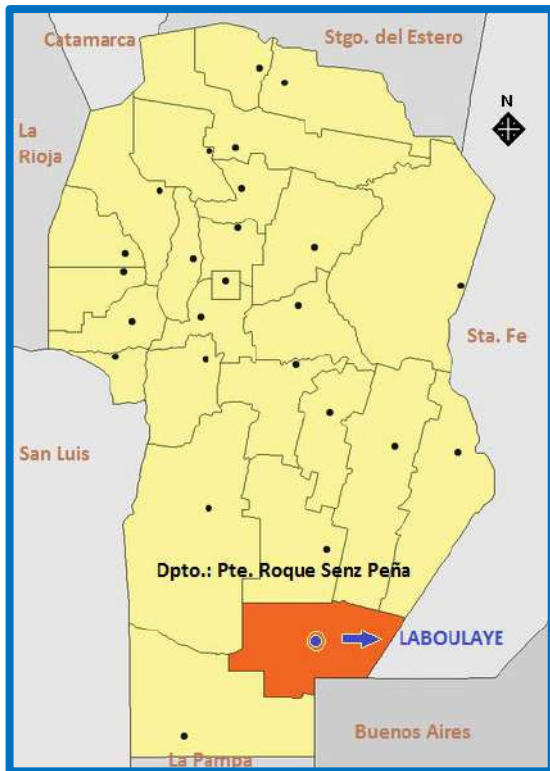 Catamarca
Stgo. del Estero
N
La
Rioja
Sta. Fe
San Luis
Dpto.: Pte. Roque Senz Peña
LABOULAYE
Buenos Aires
La Pampa